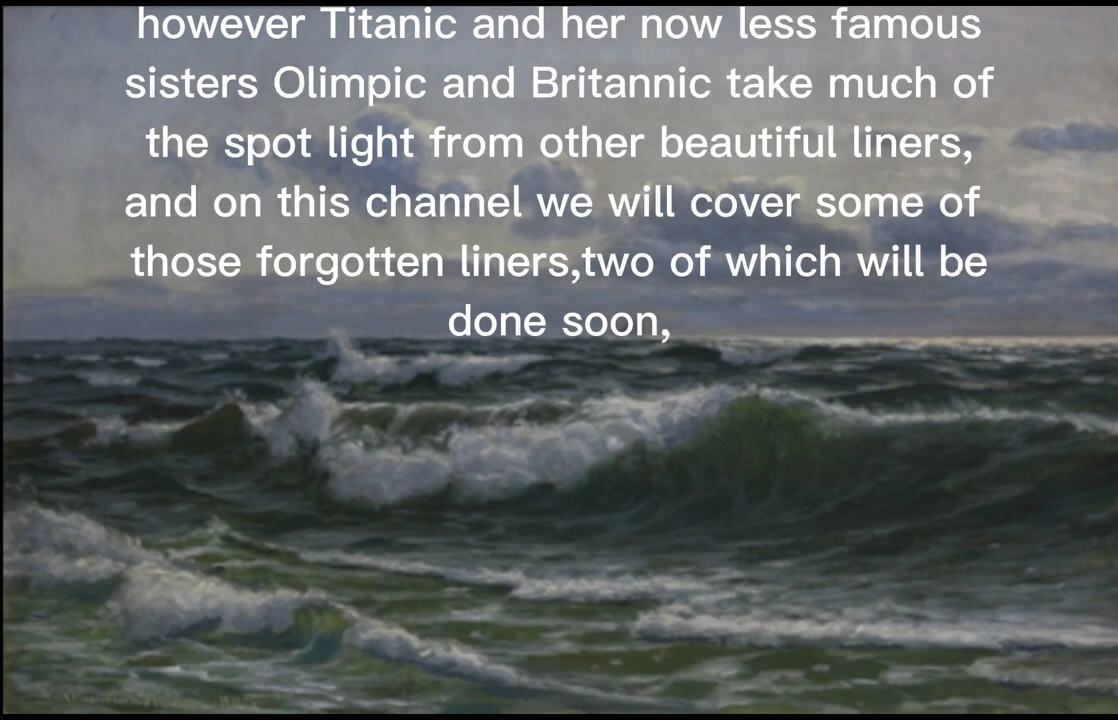 however Titanic and her now less famous
sisters Olimpic and Britannic take much of
the spot light from other beautiful liners,
and on this channel we will cover some of
those forgotten liners,two of which will be
done soon,